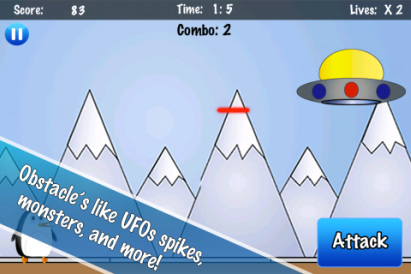 Score: 83 Time: 1: 5 Lives: X 2
Combo: 2
Obstacle's like UFOs spikes,
monsters, and more!
Attack